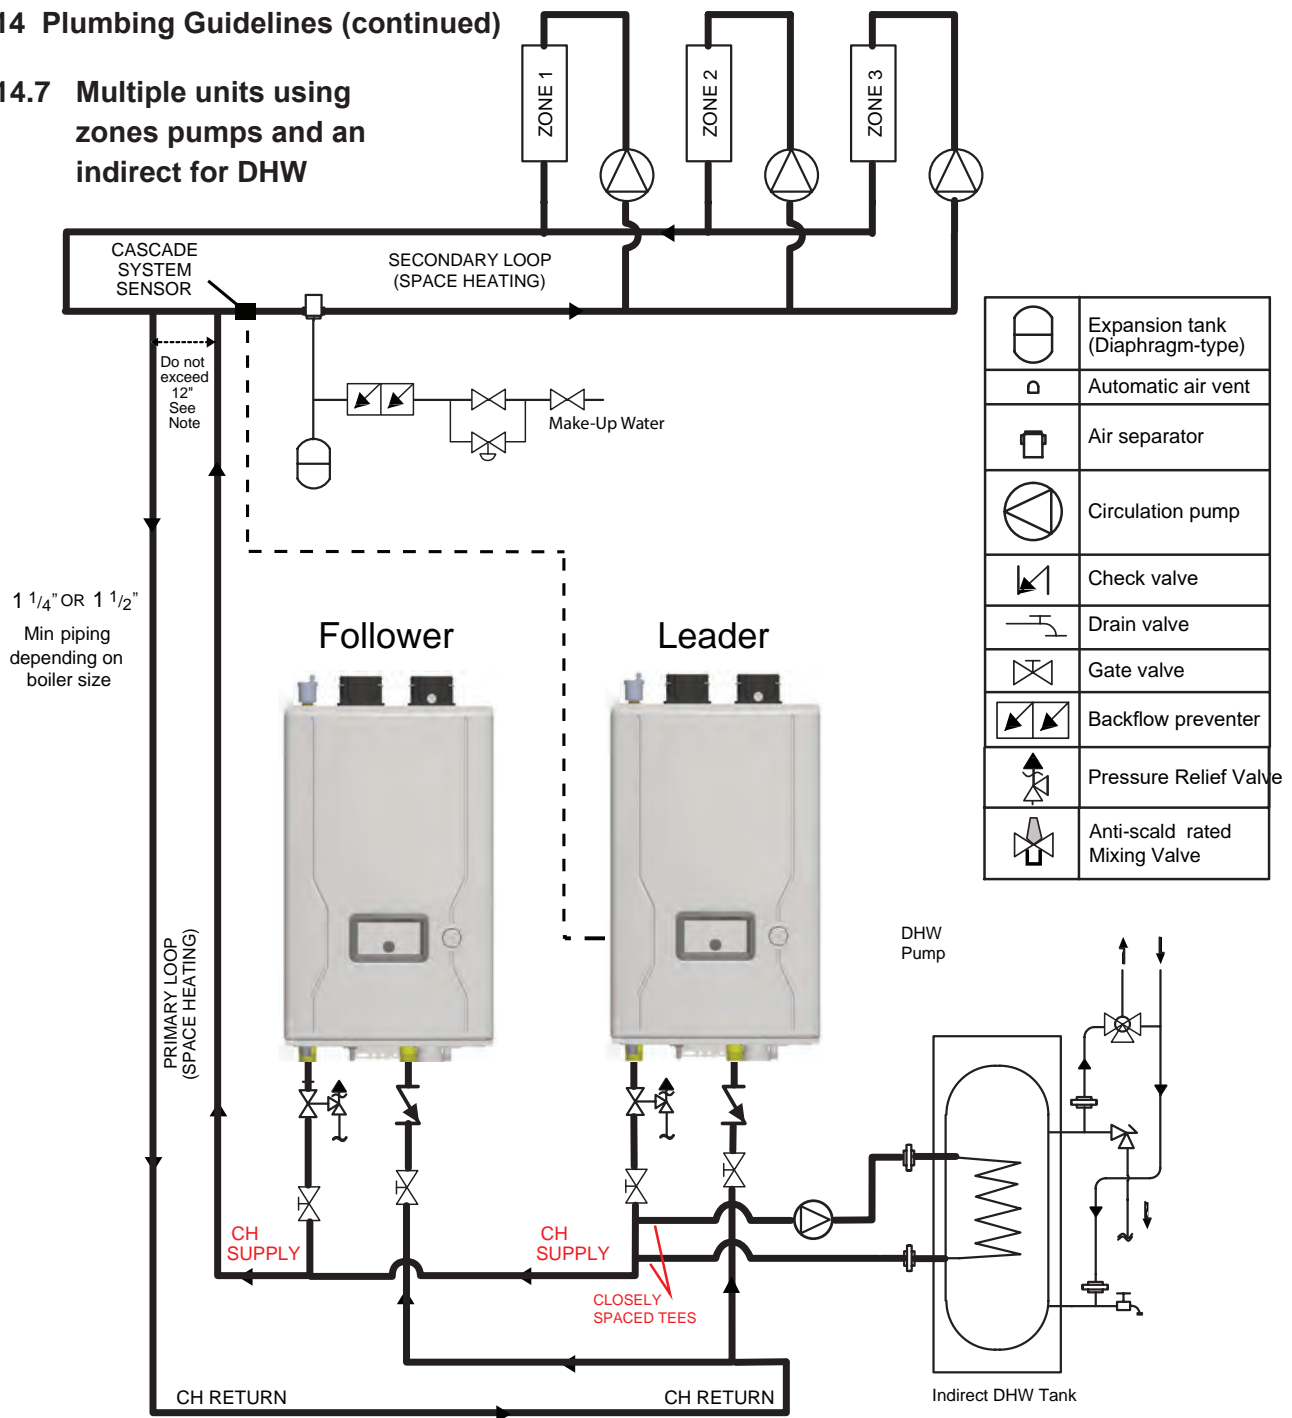 14 Plumbing Guidelines (continued)
14.7 Multiple units using
zones pumps and an
indirect for DHW
ZONE 1
ZONE 2
ZONE 3
CASCADE
SYSTEM
SENSOR
SECONDARY LOOP
(SPACE HEATING)
Do not
exceed
12"
See
Note
Make-Up Water
Expansion tank
(Diaphragm-type)
Automatic air vent
Air separator
Circulation pump
Check valve
Drain valve
Gate valve
Backflow preventer
Pressure Relief Valve
Anti-scald rated
Mixing Valve
1 1/4” OR 1 1/2”
Min piping
depending on
boiler size
Follower
Leader
PRIMARY LOOP
(SPACE HEATING)
DHW
Pump
CH
SUPPLY
CH
SUPPLY
CLOSELY
SPACED TEES
CH RETURN
CH RETURN
Indirect DHW Tank